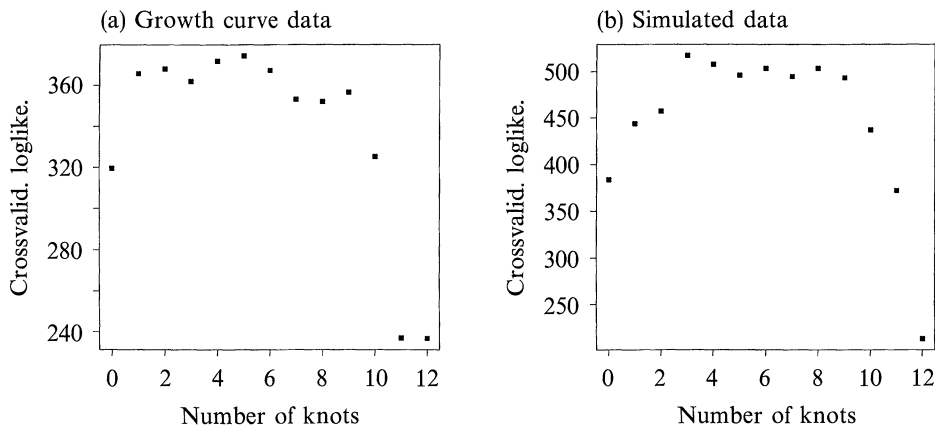 (a) Growth curve data
Crossvalid. loglike.
360
320
280
240
0 2 4 6 8 10 12
Number of knots
(b) Simulated data
Crossvalid. loglike.
500
450
400
350
300
250
0 2 4 6 8 10 12
Number of knots